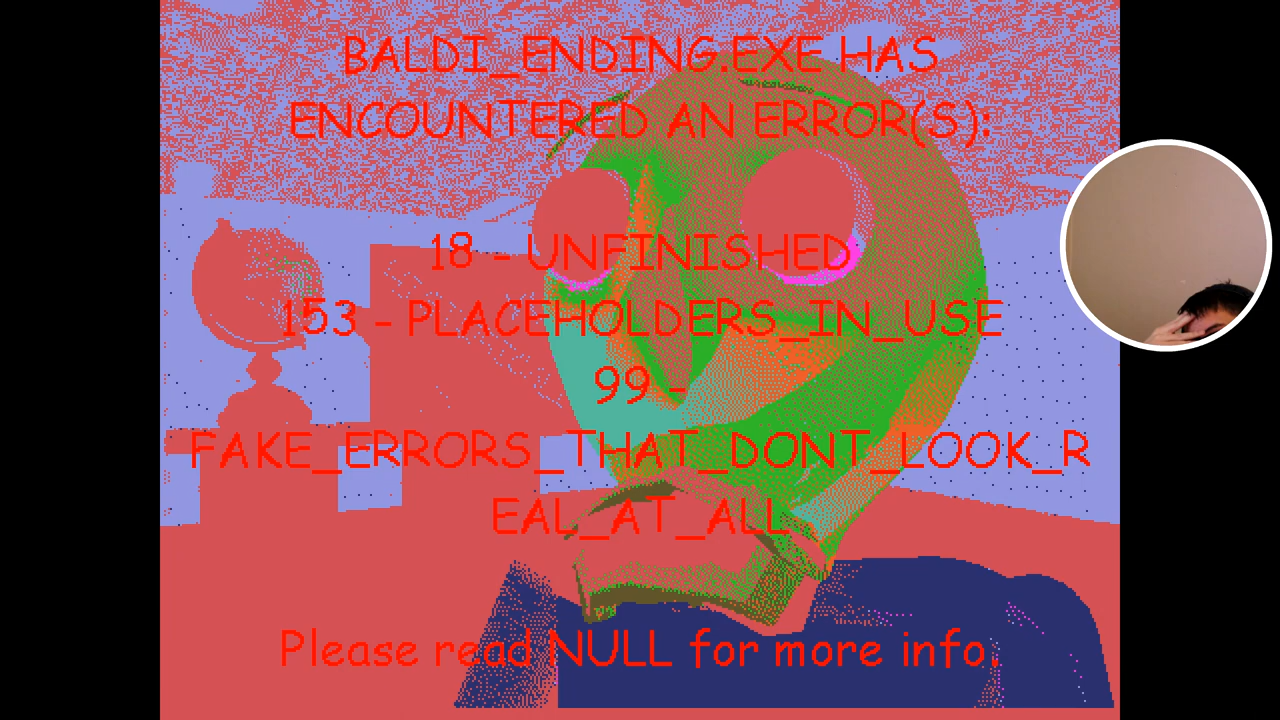 BALDI_ENDING.EXE HAS
ENCOUNTERED AN ERROR(S):
18 - UNFINISHED
153 - PLACEHOLDERS_IN_USE
99 -
FAKE_ERRORS_THAT_DONT_LOOK_R
EAL_AT_ALL
Please read NULL for more info.